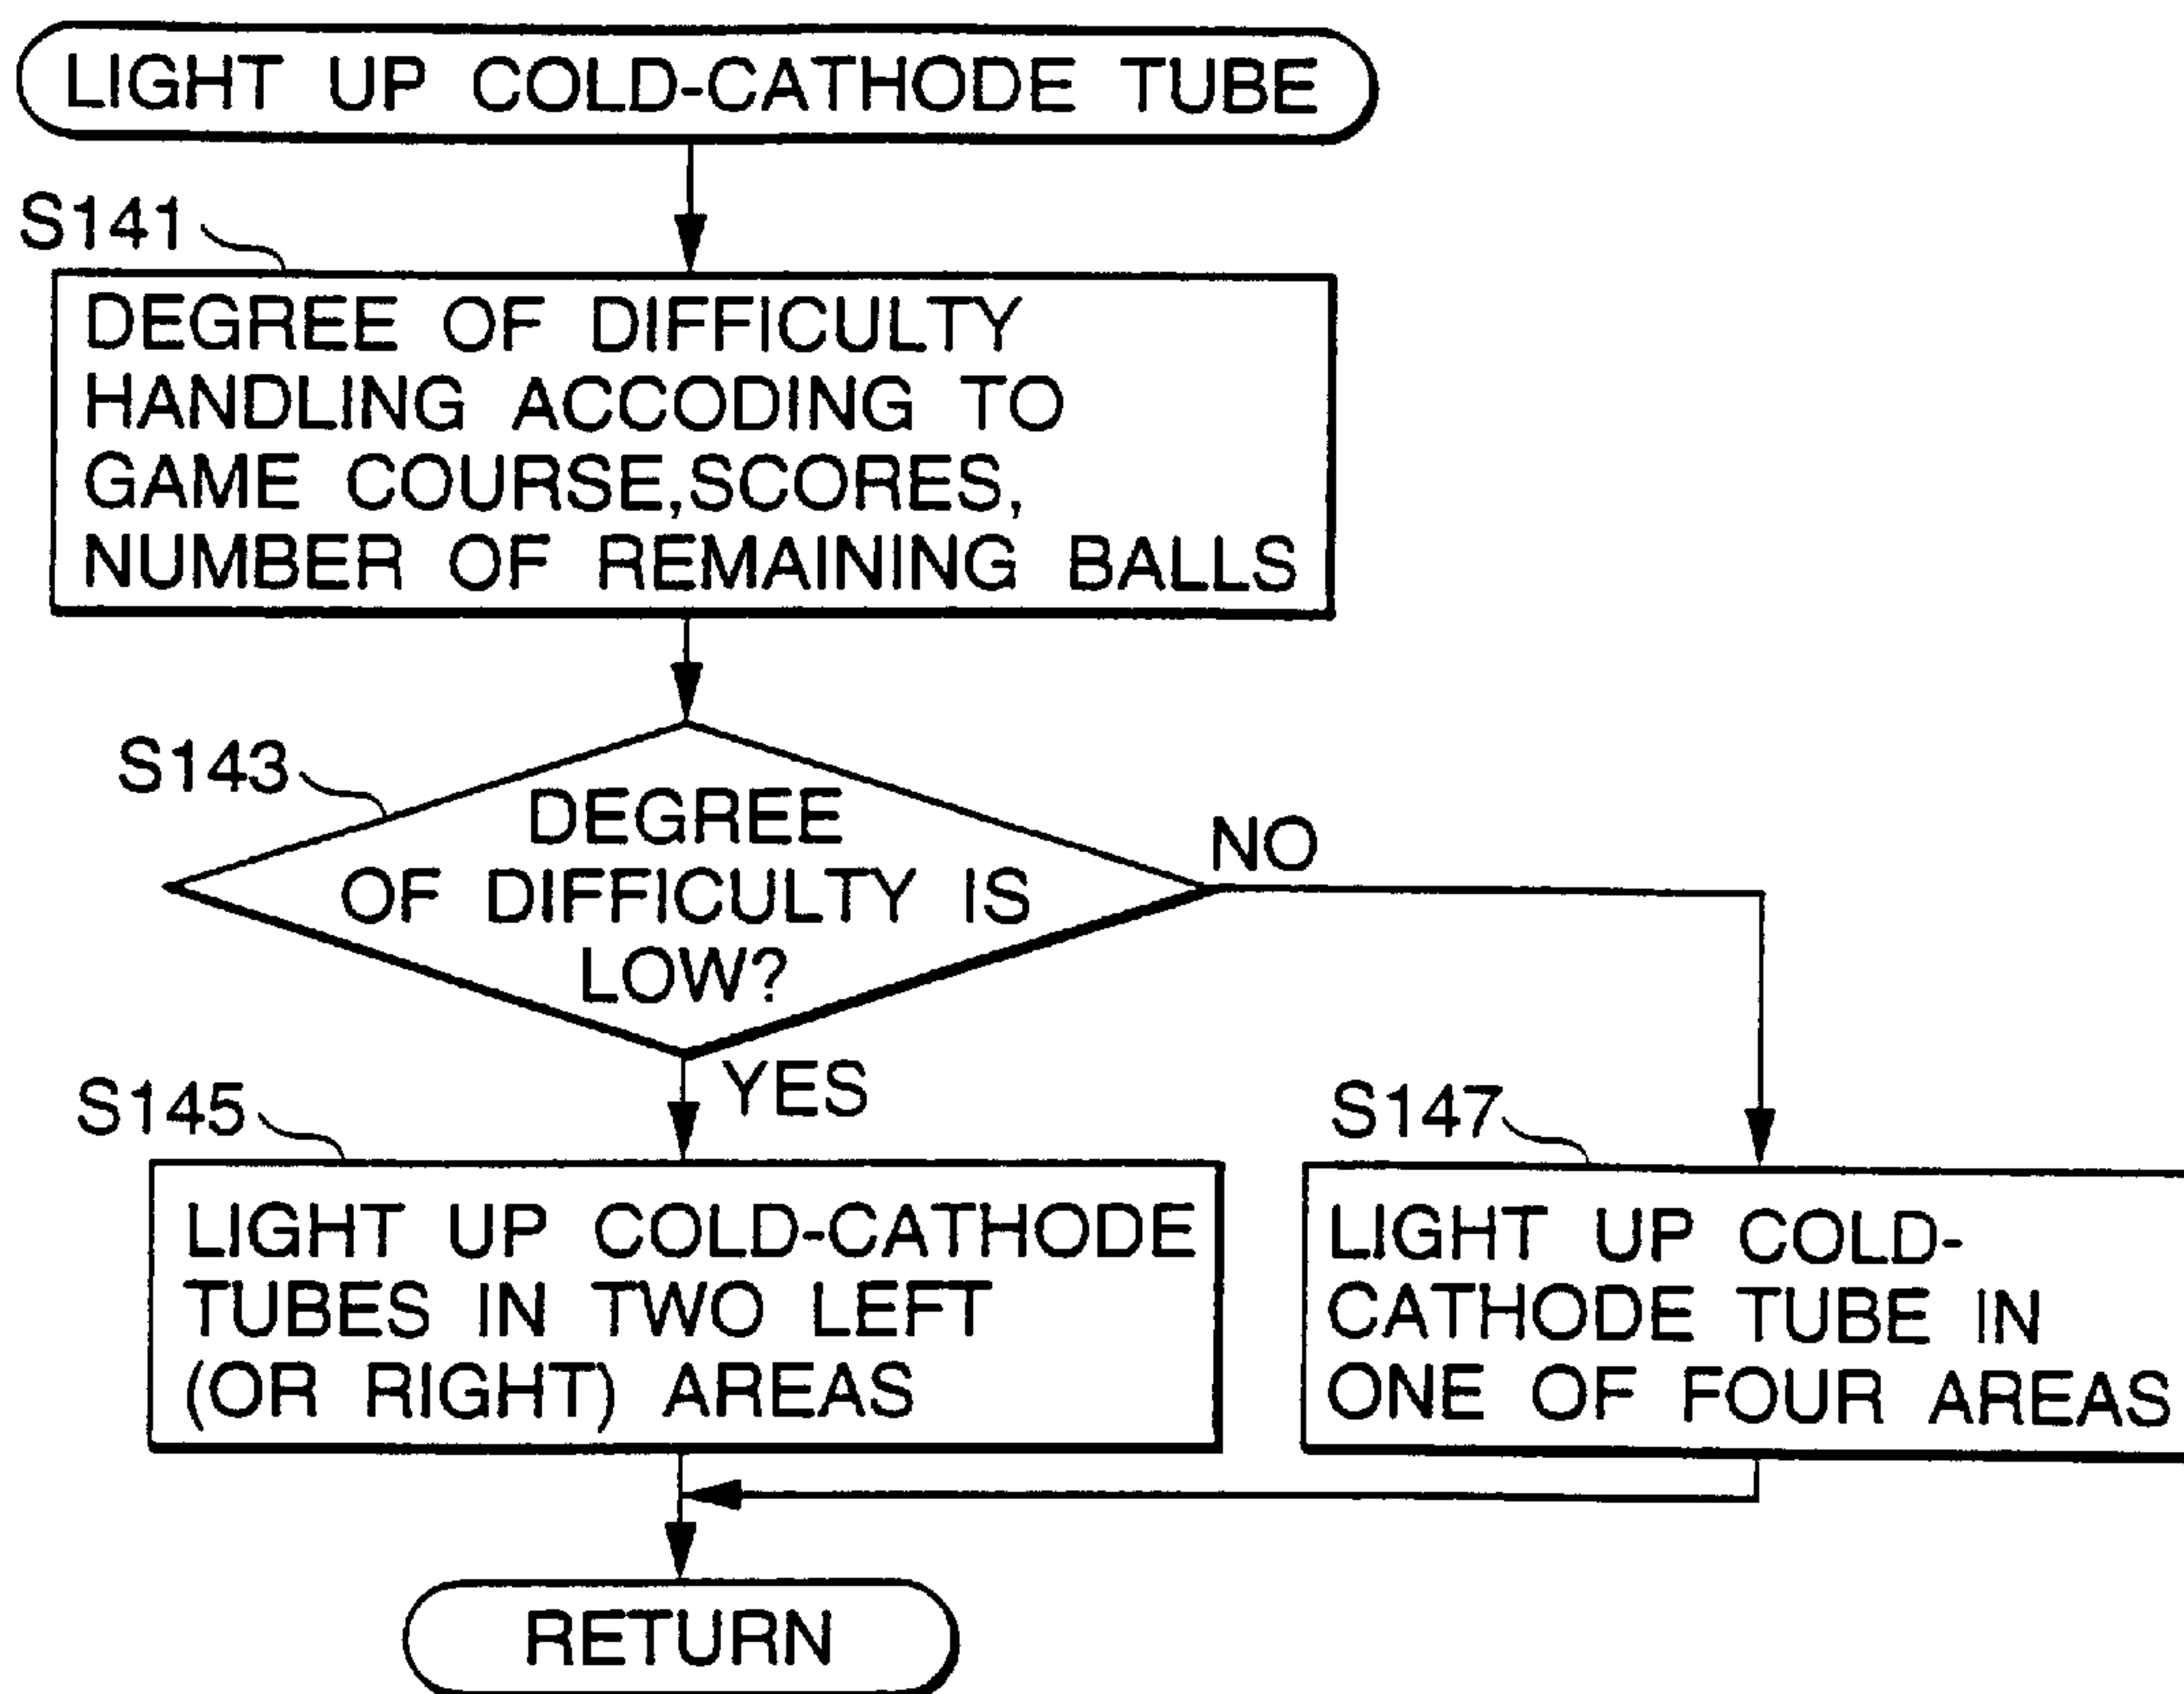 LIGHT UP COLD-CATHODE TUBE
S141
DEGREE OF DIFFICULTY
HANDLING ACCODING TO
GAME COURSE,SCORES,
NUMBER OF REMAINING BALLS
S143
DEGREE
OF DIFFICULTY IS
LOW?
NO
YES
S145
LIGHT UP COLD-CATHODE
TUBES IN TWO LEFT
(OR RIGHT) AREAS
S147
LIGHT UP COLD-
CATHODE TUBE IN
ONE OF FOUR AREAS
RETURN